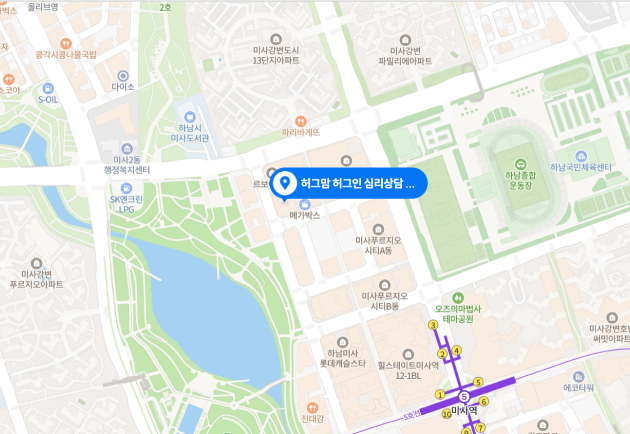 올리브영
2호
콩각시콩나물국밥
미사강변도시
13단지아파트
미사강변
파밀리에아파트
다이소
S-OIL
하남시
미사도서관
파리바게뜨
미사2동
행정복지센터
하남국민체육센터
하남종합
운동장
SK엔크린
LPG
르보
허그맘 허그인 심리상담 ...
메가박스
미사푸르지오
시티A동
미사강변
푸르지오아파트
미사푸르지오
시티B동
오즈의마법사
테마공원
3
2
4
하남미사
롯데캐슬스타
힐스테이트미사역
12-1BL
미사강변호반
써밋아파트
에코타워
1
5
5
6
10
7
9
5호선
미사역
진대감